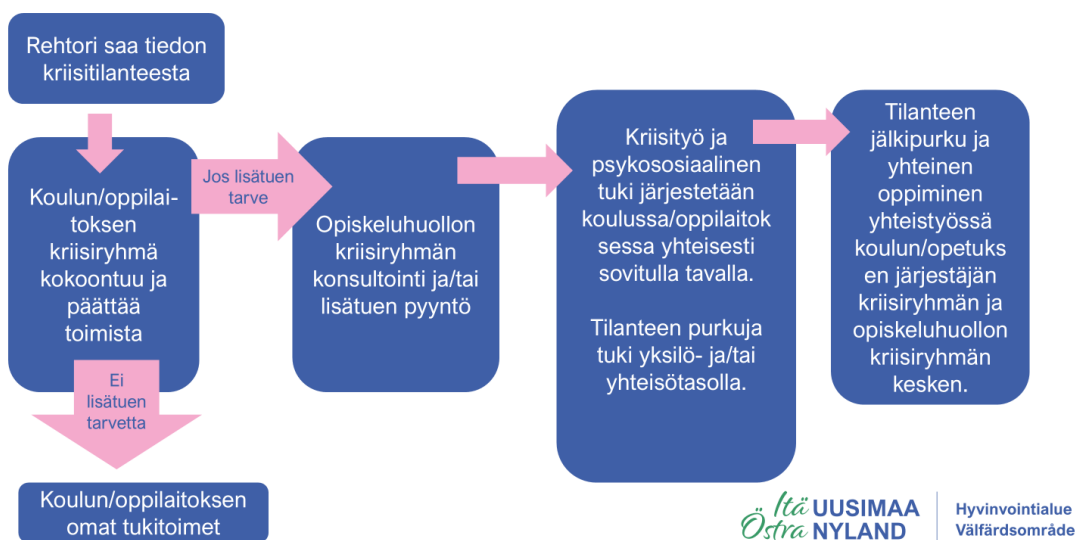 Rehtori saa tiedon
kriisitilanteesta
Koulun/oppilai-
toksen
kriisiryhmä
kokoontuu ja
päättää
toimista
Jos lisätuen
tarve
Ei
lisätuen
tarvetta
Koulun/oppilaitoksen
omat tukitoimet
Opiskeluhuollon
kriisiryhmän
konsultointi ja/tai
lisätuen pyyntö
Kriisityö ja
psykososiaalinen
tuki järjestetään
koulussa/oppilaitok
sessa yhteisesti
sovitulla tavalla.
Tilanteen purkuja
tuki yksilö- ja/tai
yhteisötasolla.
Tilanteen
jälkipurku ja
yhteinen
oppiminen
yhteistyössä
koulun/opetuks
en järjestäjän
kriisiryhmän ja
opiskeluhuollon
kriisiryhmän
kesken.
Itä UUSIMAA
Östra NYLAND
Hyvinvointialue
Välfärdsområde